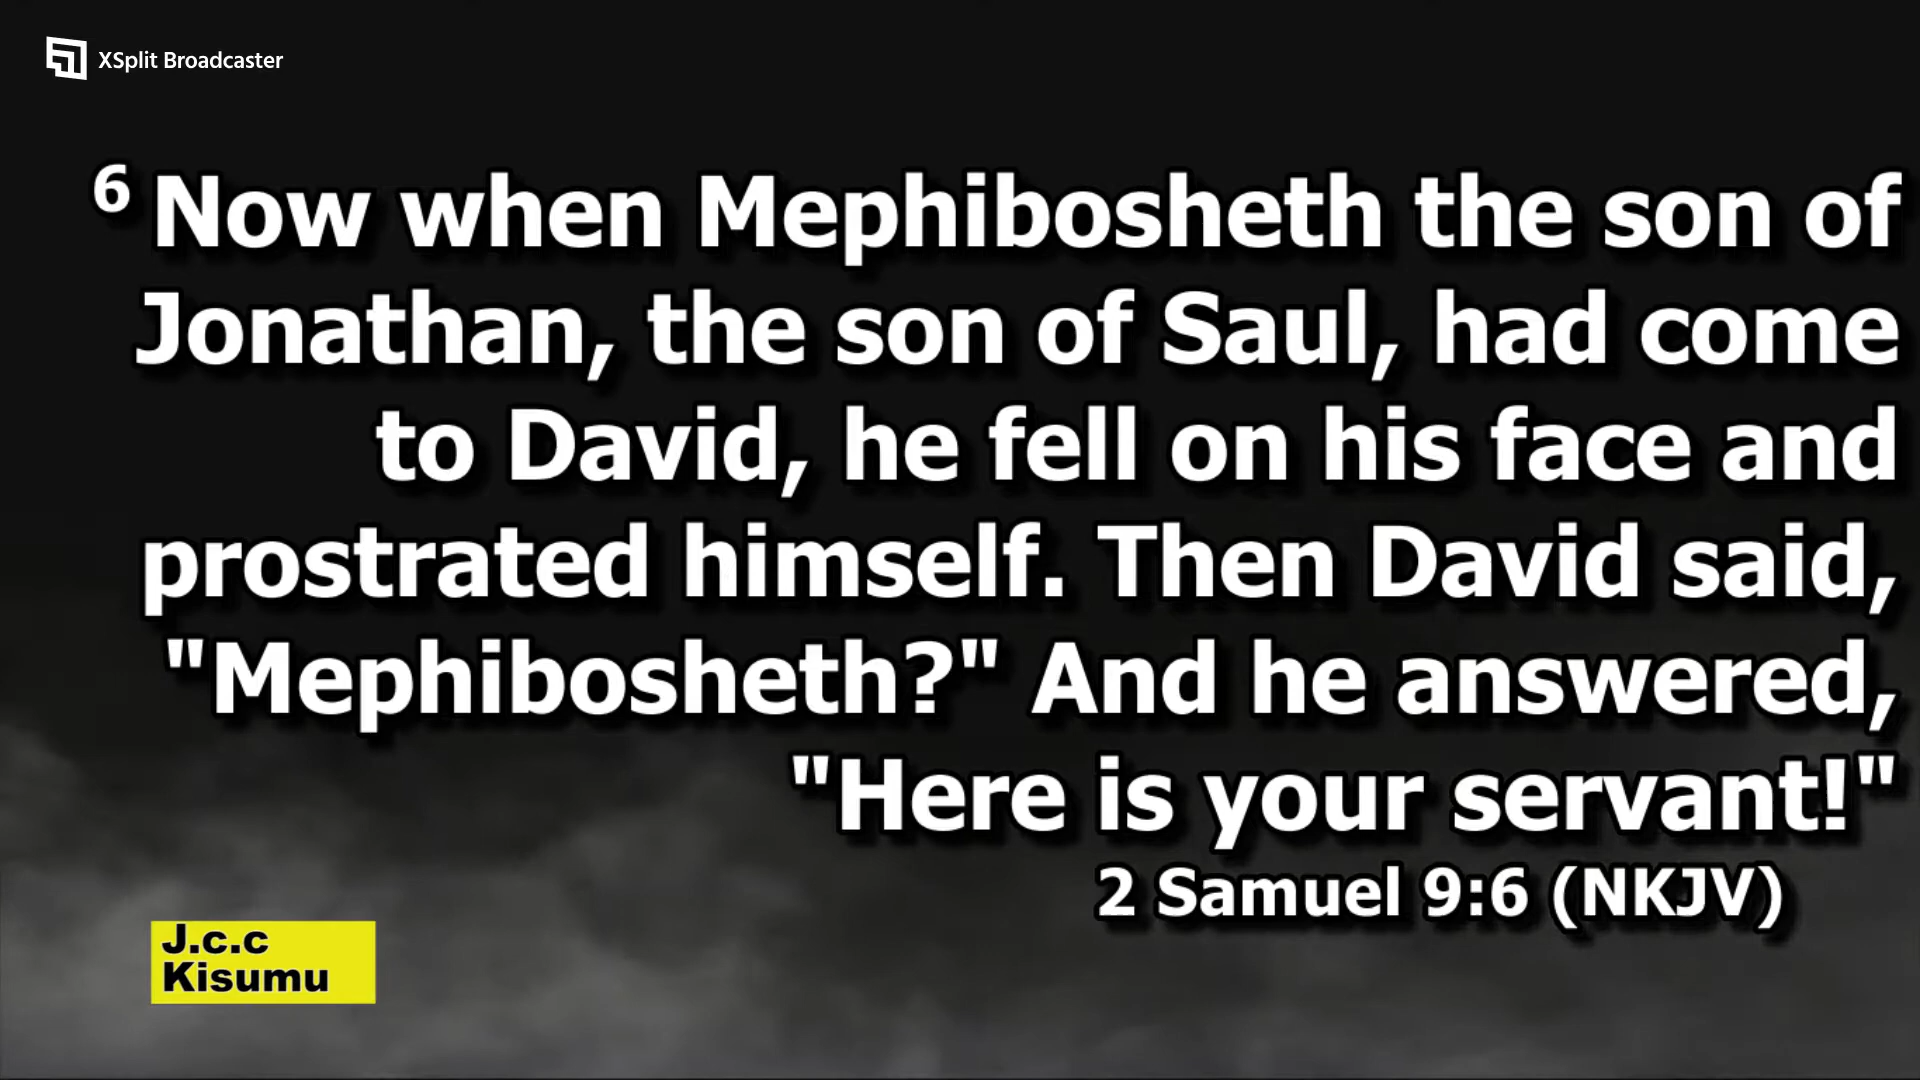 XSplit Broadcaster
6 Now when Mephibosheth the son of
Jonathan, the son of Saul, had come
to David, he fell on his face and
prostrated himself. Then David said,
"Mephibosheth?" And he answered,
"Here is your servant!"
2 Samuel 9:6 (NKJV)
J.c.c
Kisumu